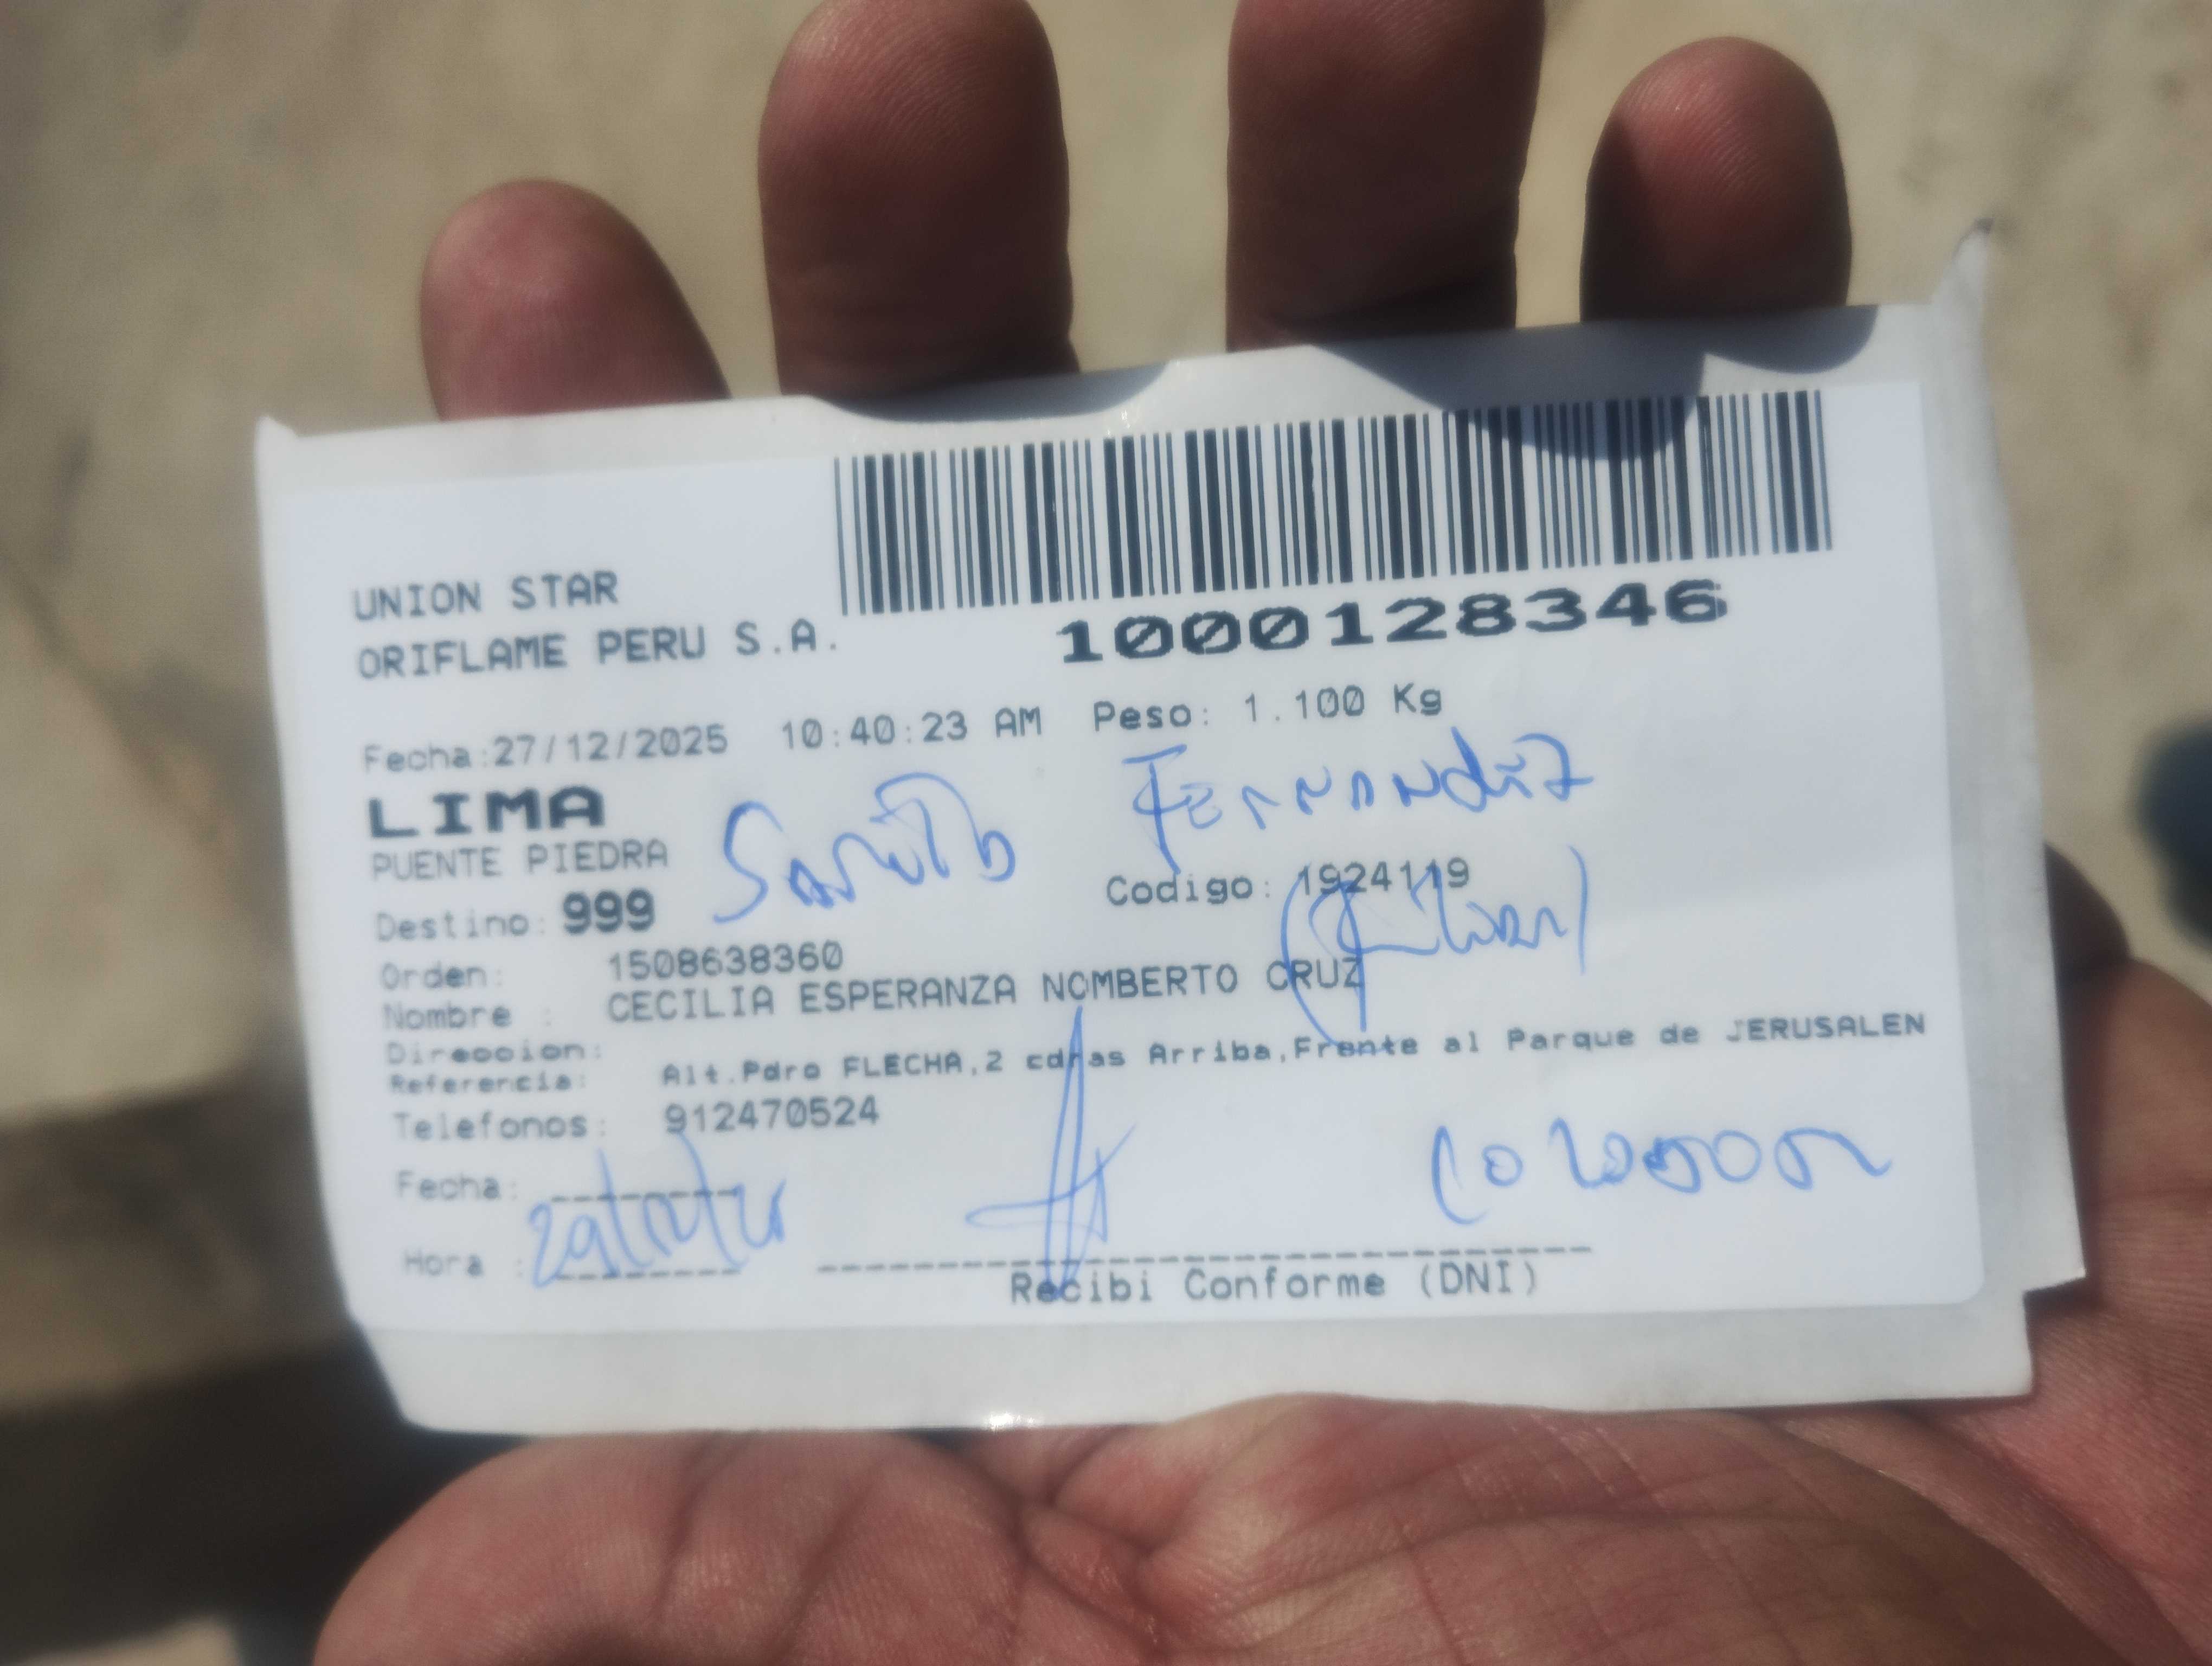 1000128346
UNION STAR
ORIFLAME PERU S.A.
Fecha:27/12/2025 10:40:23 AM Peso: 1.100 Kg
LIMA
PUENTE PIEDRA
Fernandez
Destino: 999 Codigo: 1924119
Orden: 1508638360
Nombre : CECILIA ESPERANZA NOMBERTO CRUZ
Direccion:
Referencia: Alt.Pdro FLECHA,2 cdras Arriba,Frente al Parque de JERUSALEN
Telefonos: 912470524
Fecha:
Hora :
Recibi Conforme (DNI)